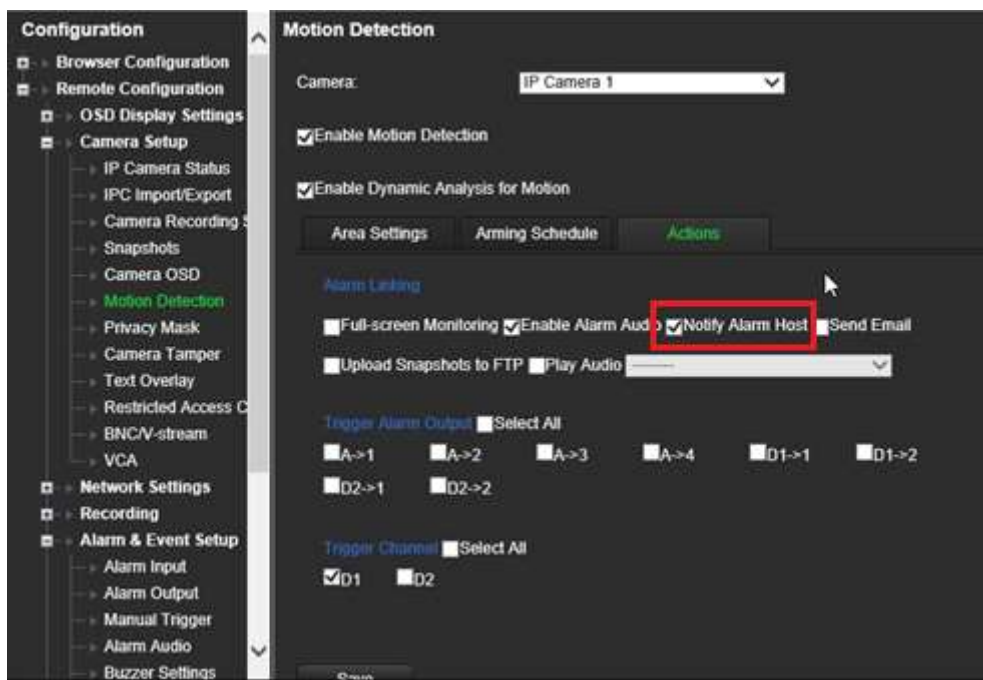 Configuration
Browser Configuration
Remote Configuration
OSD Display Settings
Camera Setup
IP Camera Status
IPC Import/Export
Camera Recording S
Snapshots
Camera OSD
Motion Detection
Privacy Mask
Camera Tamper
Text Overlay
Restricted Access C
BNC/V-stream
VCA
Network Settings
Recording
Alarm & Event Setup
Alarm Input
Alarm Output
Manual Trigger
Alarm Audio
Buzzer Settings
Motion Detection
Camera: IP Camera 1
Enable Motion Detection
Enable Dynamic Analysis for Motion
Area Settings Arming Schedule Actions
Alarm Linking
Full-screen Monitoring Enable Alarm Audio Notify Alarm Host Send Email
Upload Snapshots to FTP Play Audio --------
Trigger Alarm Output Select All
A->1 A->2 A->3 A->4 D1->1 D1->2
D2->1 D2->2
Trigger Channel Select All
D1 D2
Save